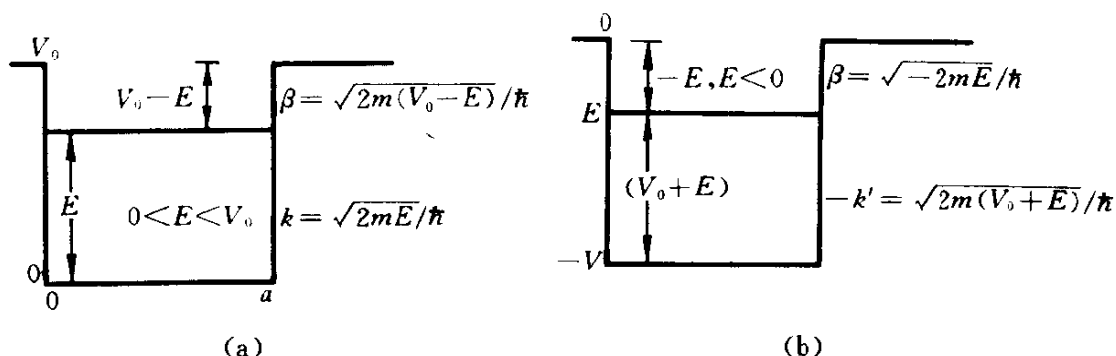 V₀
V₀−E
β=√2m(V₀−E)/ħ
E
0<E<V₀
k=√2mE/ħ
0
0
a
(a)
0
−E,E<0
β=√−2mE/ħ
E
(V₀+E)
−k′=√2m(V₀+E)/ħ
−V
(b)